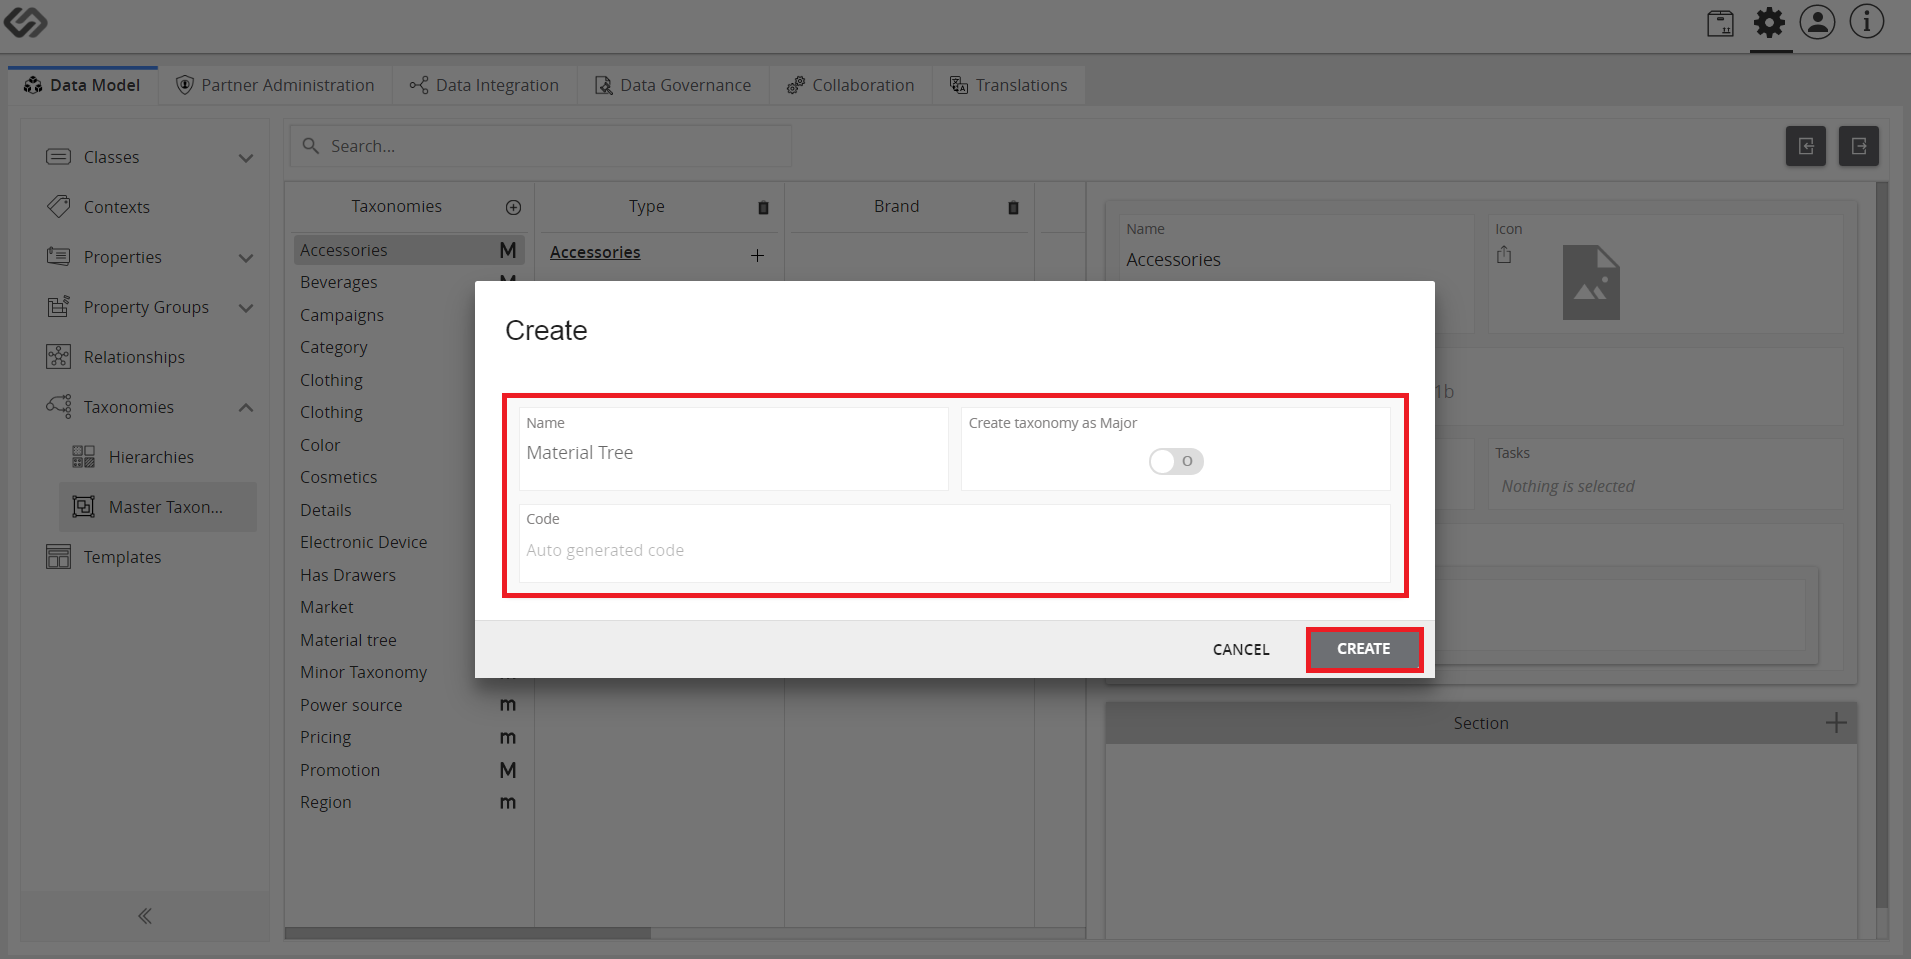 Data Model
Partner Administration
Data Integration
Data Governance
Collaboration
Translations
Classes
Contexts
Properties
Property Groups
Relationships
Taxonomies
Hierarchies
Master Taxon...
Templates
Search...
Taxonomies
Type
Brand
Accessories M
Beverages
Campaigns
Category
Clothing
Clothing
Color
Cosmetics
Details
Electronic Device
Has Drawers
Market
Material tree
Minor Taxonomy
Power source m
Pricing m
Promotion M
Region m
Accessories
Name
Accessories
Icon
1b
Tasks
Nothing is selected
Section
Create
Name
Material Tree
Create taxonomy as Major
O
Code
Auto generated code
CANCEL
CREATE